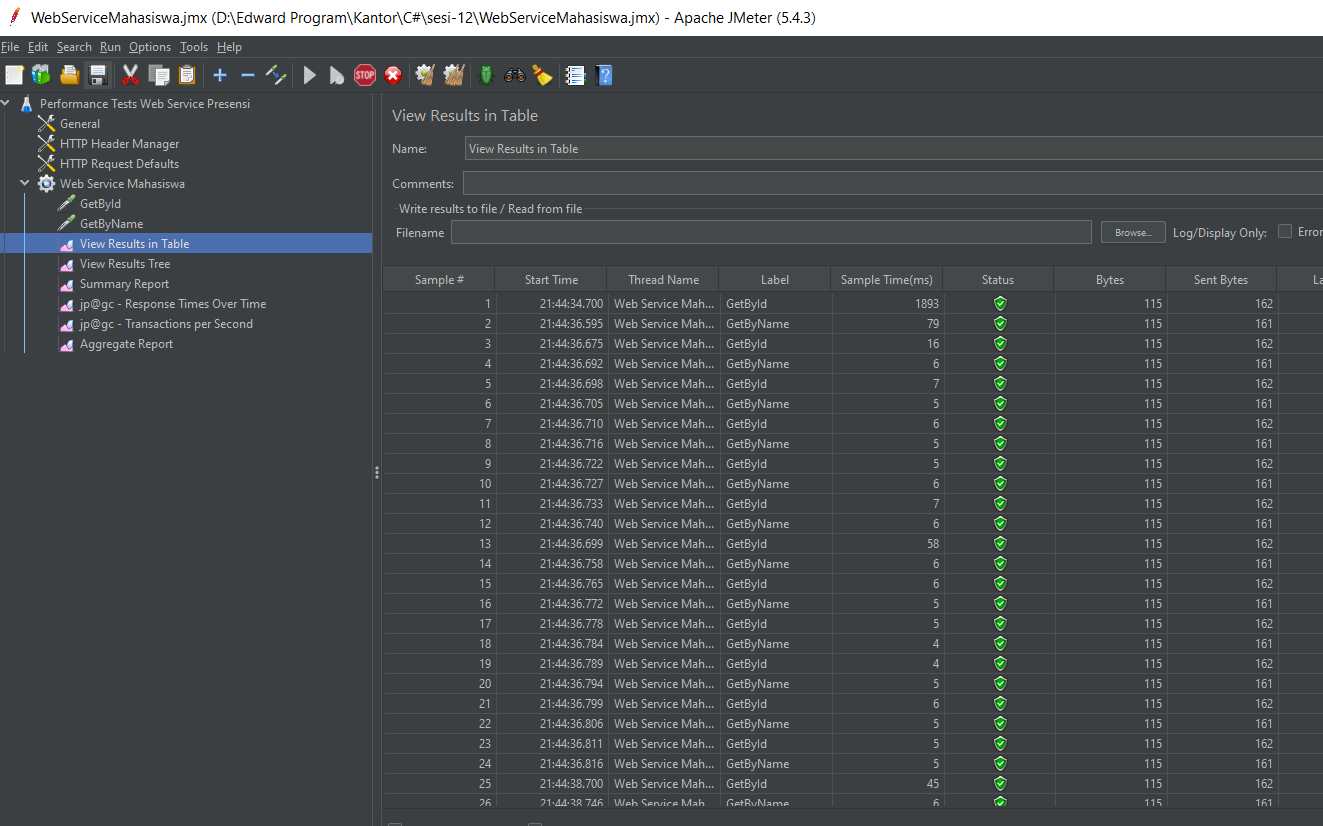 WebServiceMahasiswa.jmx (D:\Edward Program\Kantor\C#\sesi-12\WebServiceMahasiswa.jmx) - Apache JMeter (5.4.3)
File Edit Search Run Options Tools Help
STOP
Performance Tests Web Service Presensi
General
HTTP Header Manager
HTTP Request Defaults
Web Service Mahasiswa
GetById
GetByName
View Results in Table
View Results Tree
Summary Report
jp@gc - Response Times Over Time
jp@gc - Transactions per Second
Aggregate Report
View Results in Table
Name: View Results in Table
Comments:
Write results to file / Read from file
Filename Browse... Log/Display Only: Error
Sample # Start Time Thread Name Label Sample Time(ms) Status Bytes Sent Bytes La
1 21:44:34.700 Web Service Mah... GetById 1893 115 162
2 21:44:36.595 Web Service Mah... GetByName 79 115 161
3 21:44:36.675 Web Service Mah... GetById 16 115 162
4 21:44:36.692 Web Service Mah... GetByName 6 115 161
5 21:44:36.698 Web Service Mah... GetById 7 115 162
6 21:44:36.705 Web Service Mah... GetByName 5 115 161
7 21:44:36.710 Web Service Mah... GetById 6 115 162
8 21:44:36.716 Web Service Mah... GetByName 5 115 161
9 21:44:36.722 Web Service Mah... GetById 5 115 162
10 21:44:36.727 Web Service Mah... GetByName 6 115 161
11 21:44:36.733 Web Service Mah... GetById 7 115 162
12 21:44:36.740 Web Service Mah... GetByName 6 115 161
13 21:44:36.699 Web Service Mah... GetById 58 115 162
14 21:44:36.758 Web Service Mah... GetByName 6 115 161
15 21:44:36.765 Web Service Mah... GetById 6 115 162
16 21:44:36.772 Web Service Mah... GetByName 5 115 161
17 21:44:36.778 Web Service Mah... GetById 5 115 162
18 21:44:36.784 Web Service Mah... GetByName 4 115 161
19 21:44:36.789 Web Service Mah... GetById 4 115 162
20 21:44:36.794 Web Service Mah... GetByName 5 115 161
21 21:44:36.799 Web Service Mah... GetById 6 115 162
22 21:44:36.806 Web Service Mah... GetByName 5 115 161
23 21:44:36.811 Web Service Mah... GetById 5 115 162
24 21:44:36.816 Web Service Mah... GetByName 5 115 161
25 21:44:38.700 Web Service Mah... GetById 45 115 162
26 21:44:38.746 Web Service Mah... GetByName 6 115 161